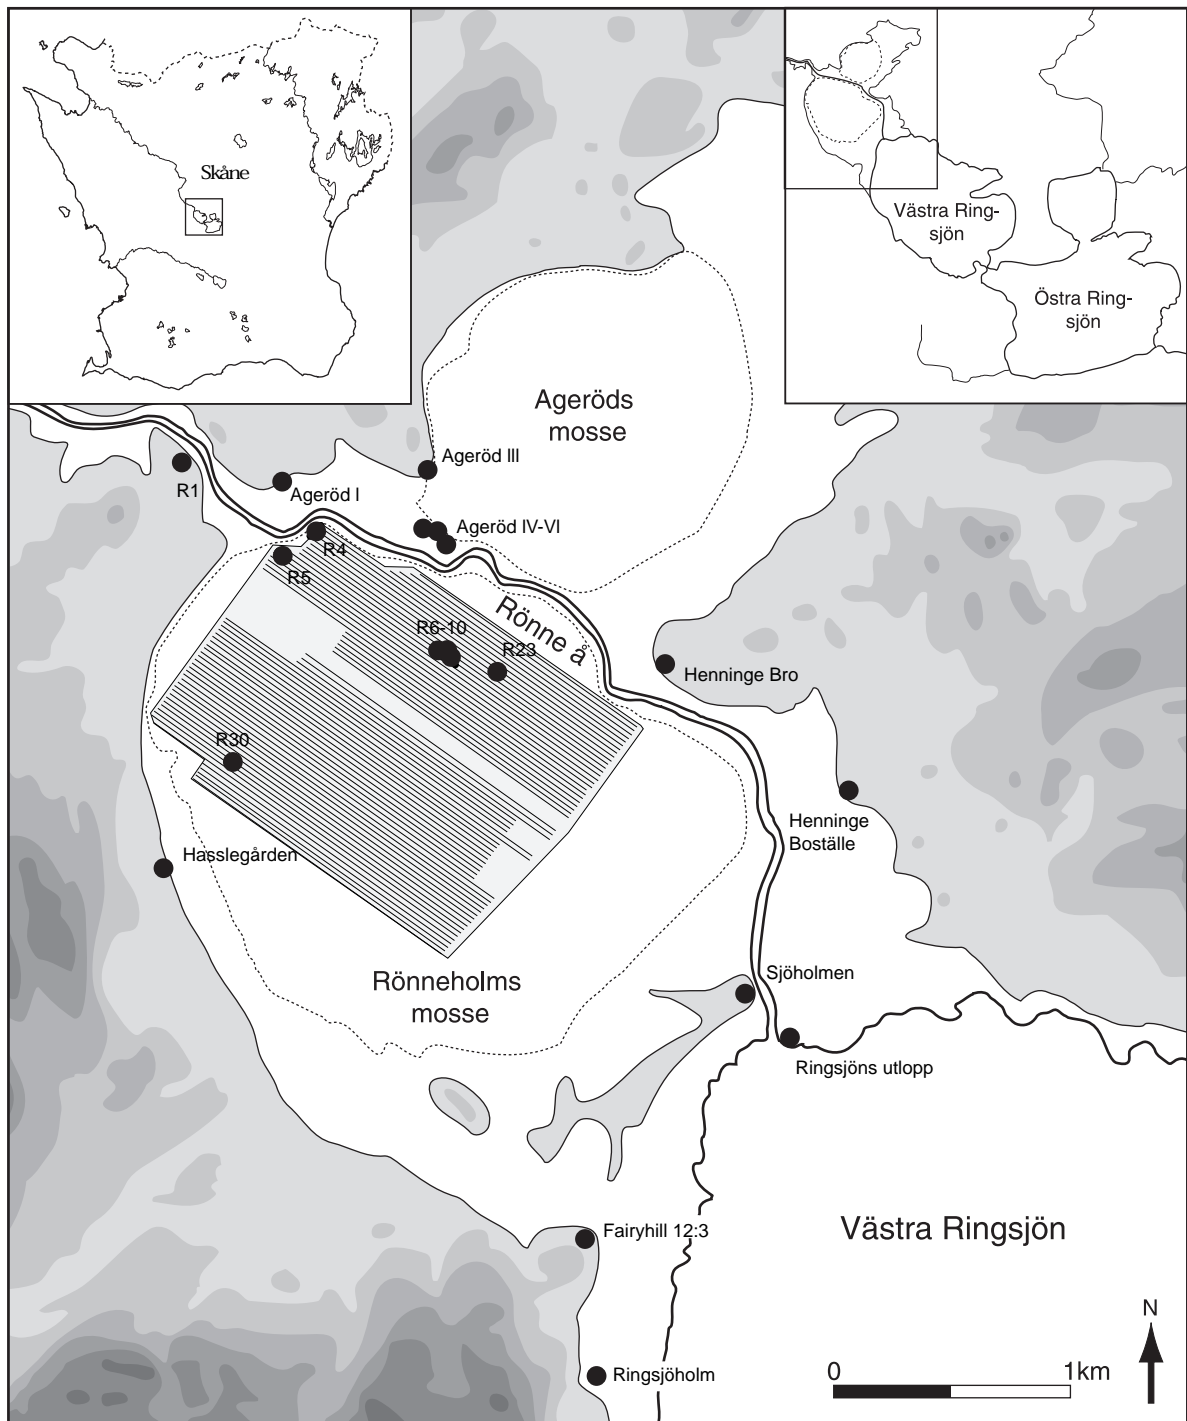 Skåne
Västra Ring-
sjön
Östra Ring-
sjön
Ageröds
mosse
Ageröd III
R1
Ageröd I
Ageröd IV-VI
R4
R5
Rönne å
R6-10
R23
Henninge Bro
R30
Henninge
Boställe
Hasslegården
Sjöholmen
Rönneholms
mosse
Ringsjöns utlopp
Fairyhill 12:3
Västra Ringsjön
N
0 1km
Ringsjöholm